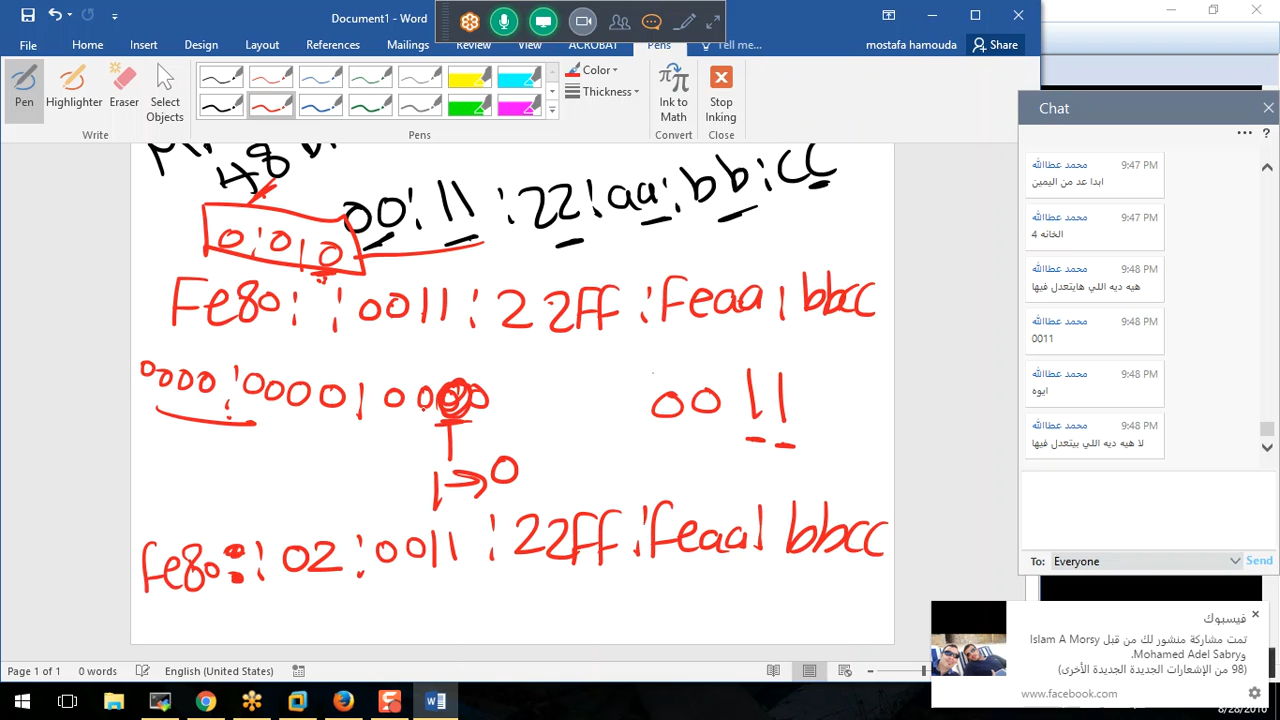 Document1 - Word
File Home Insert Design Layout References Mailings Review ACROBAT Pens Tell me...
mostafa hamouda Share
Pen Highlighter Eraser Select Objects
Color
Thickness
Ink to Math
Stop Inking
Write Pens Convert Close
48
00:11:22:aa:bb:cc
0:0:0
Fe80::0011:22ff:feaa:bbcc
0000:0000:0000
0011
1→0
fe80::02:0011:22ff:feaa:bbcc
Page 1 of 1 0 words English (United States)
Chat
محمد عطاالله 9:47 PM
ابدا عد من اليمين
محمد عطاالله 9:47 PM
الخانه 4
محمد عطاالله 9:48 PM
هيه ديه اللي هايتعدل فيها
محمد عطاالله 9:48 PM
0011
محمد عطاالله 9:48 PM
ايوه
محمد عطاالله 9:48 PM
لا هيه ديه اللي بيتعدل فيها
To: Everyone Send
فيسبوك
تمت مشاركة منشور لك من قبل Islam A Morsy
وMohamed Adel Sabry.
(98 من الإشعارات الجديدة الجديدة الأخرى)
www.facebook.com
8/28/2016